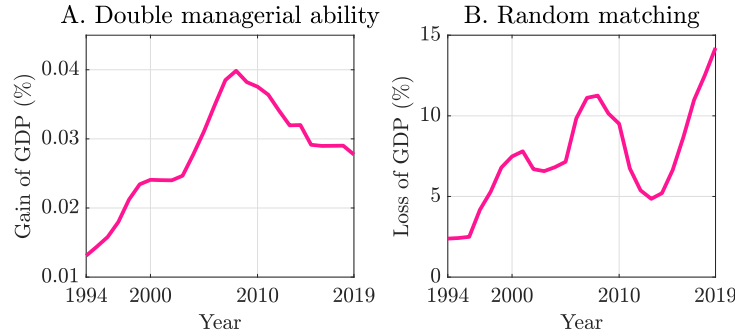 A. Double managerial ability
Gain of GDP (%)
0.04
0.03
0.02
0.01
1994 2000 2010 2019
Year
B. Random matching
Loss of GDP (%)
15
10
5
0
1994 2000 2010 2019
Year